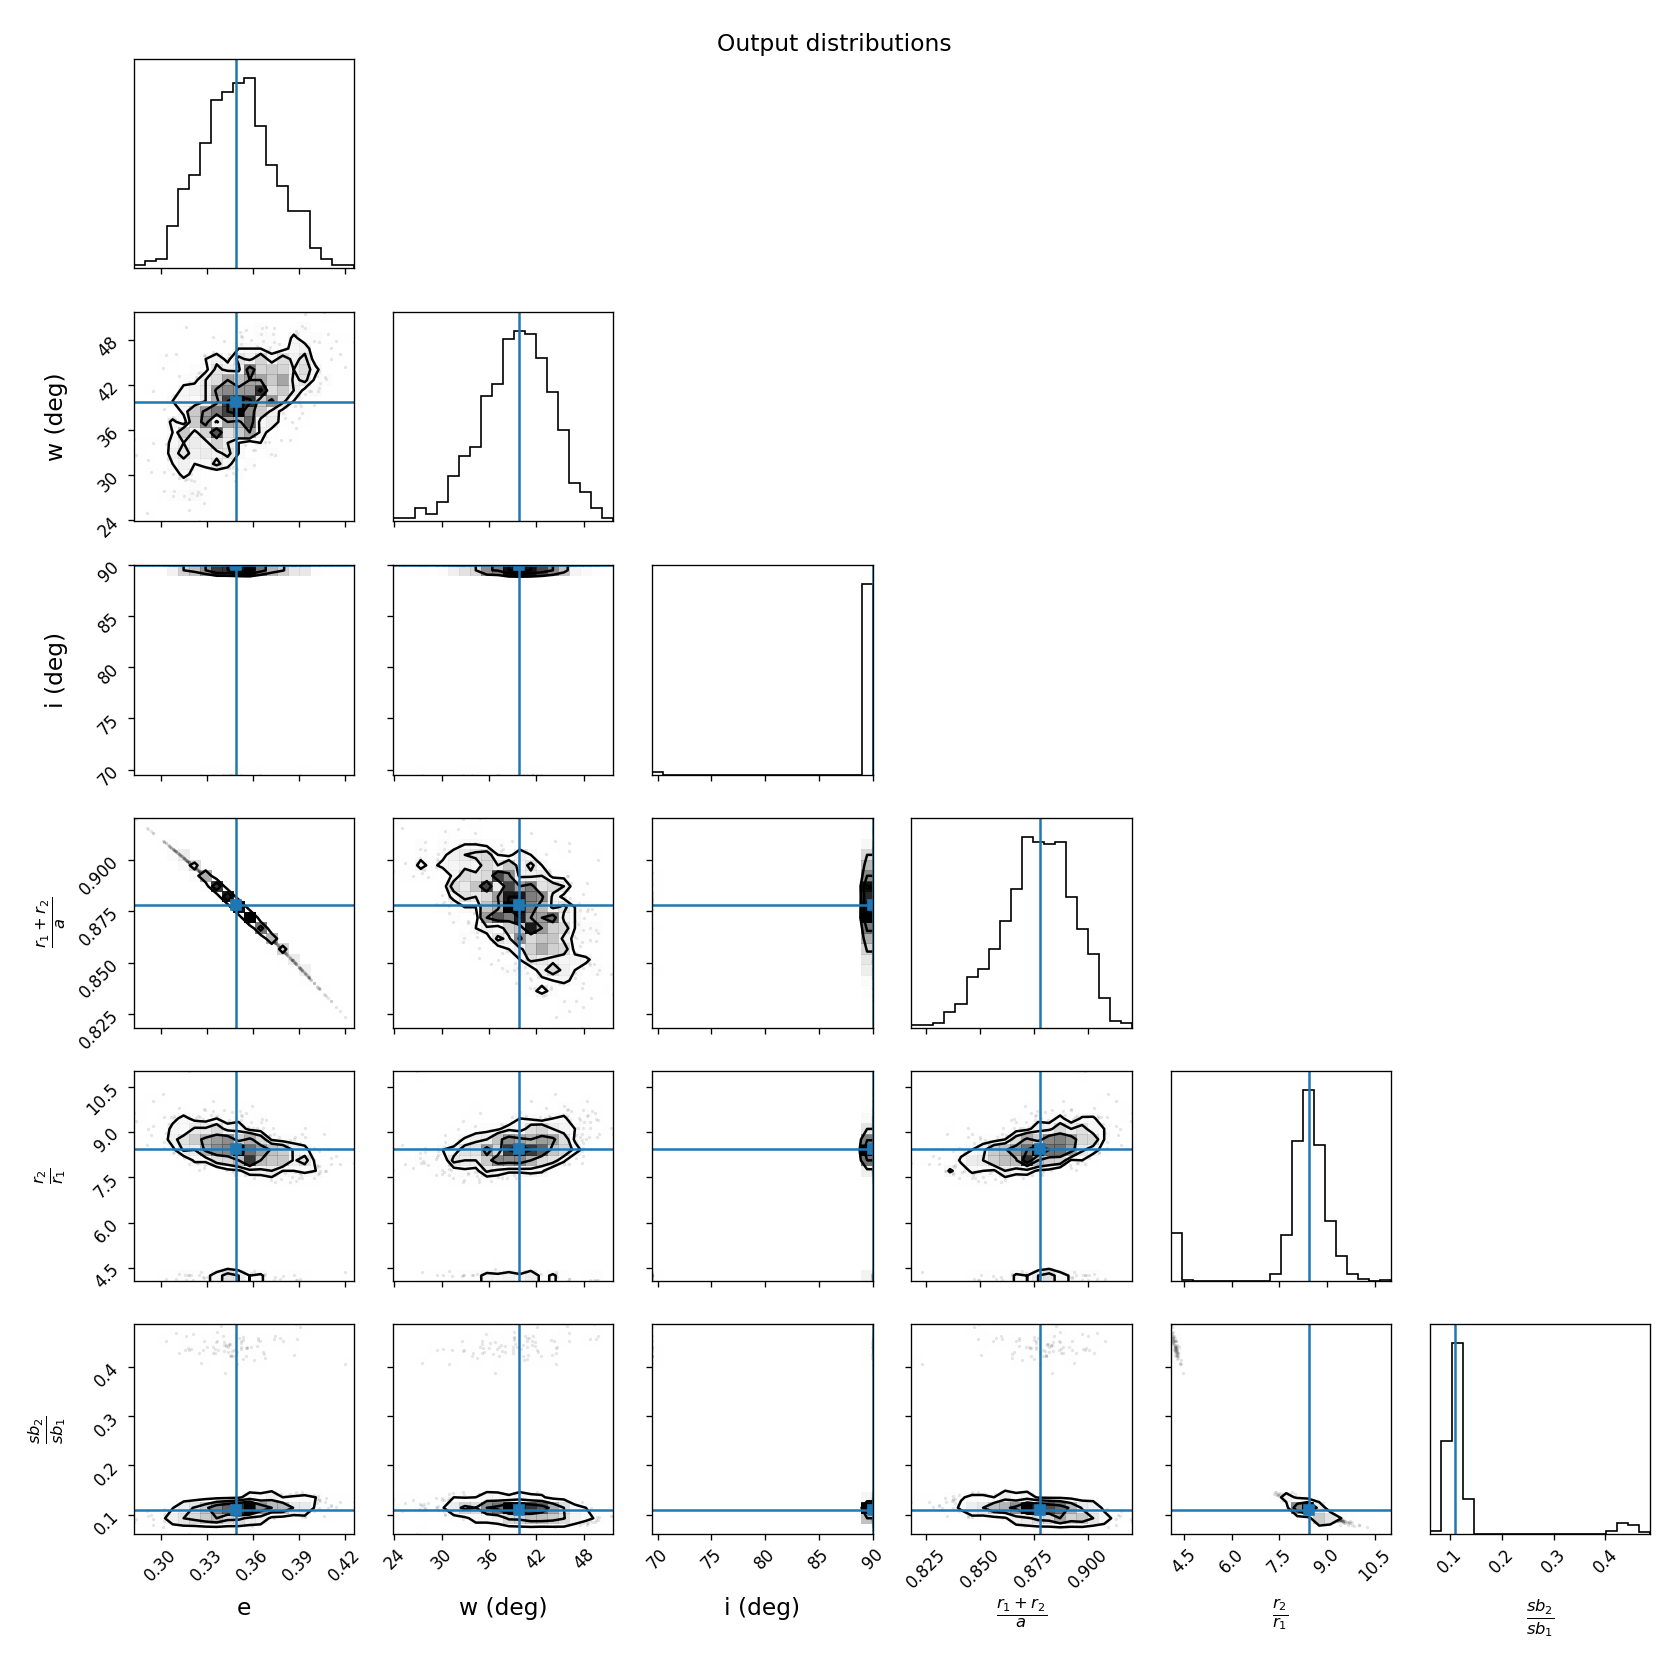 Output distributions
w (deg)
48
42
36
30
24
i (deg)
90
85
80
75
70
r₁ + r₂
a
0.900
0.875
0.850
0.825
r₂
r₁
10.5
9.0
7.5
6.0
4.5
sb₂
sb₁
0.4
0.3
0.2
0.1
0.30 0.33 0.36 0.39 0.42 24 30 36 42 48 70 75 80 85 90 0.825 0.850 0.875 0.900 4.5 6.0 7.5 9.0 10.5 0.1 0.2 0.3 0.4
e w (deg) i (deg) r₁ + r₂ r₂ sb₂
a r₁ sb₁